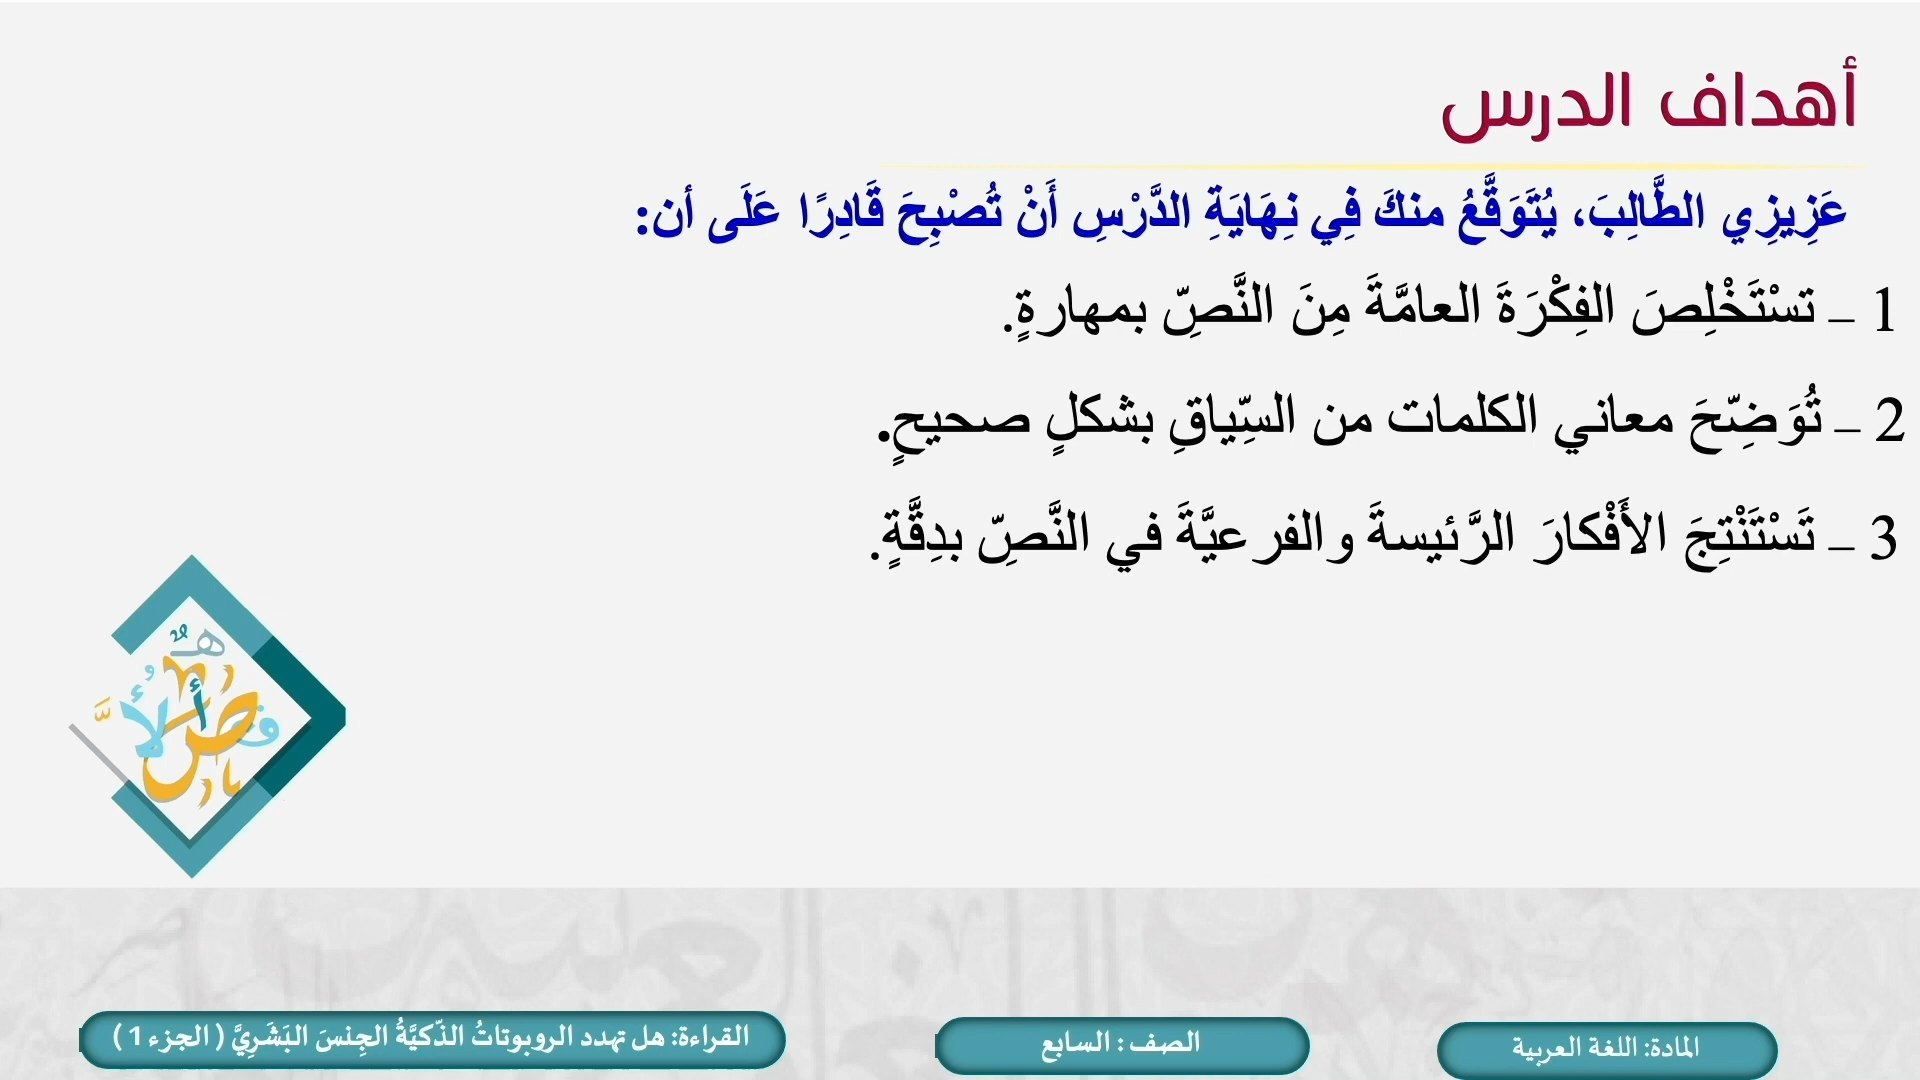 أهداف الدرس
عَزِيزِي الطَّالِبَ، يُتَوَقَّعُ منكَ فِي نِهَايَةِ الدَّرْسِ أَنْ تُصْبِحَ قَادِرًا عَلَى أن:
1 – تسْتَخْلِصَ الفِكْرَةَ العامَّةَ مِنَ النَّصِّ بمهارةٍ.
2 – تُوَضِّحَ معاني الكلمات من السِّياقِ بشكلٍ صحيحٍ.
3 – تَسْتَنْتِجَ الأَفْكارَ الرَّئيسةَ والفرعيَّةَ في النَّصِّ بدِقَّةٍ.
المادة: اللغة العربية
الصف : السابع
القراءة: هل تهدد الروبوتاتُ الذّكيَّةُ الجِنسَ البَشَرِيَّ ( الجزء 1 )